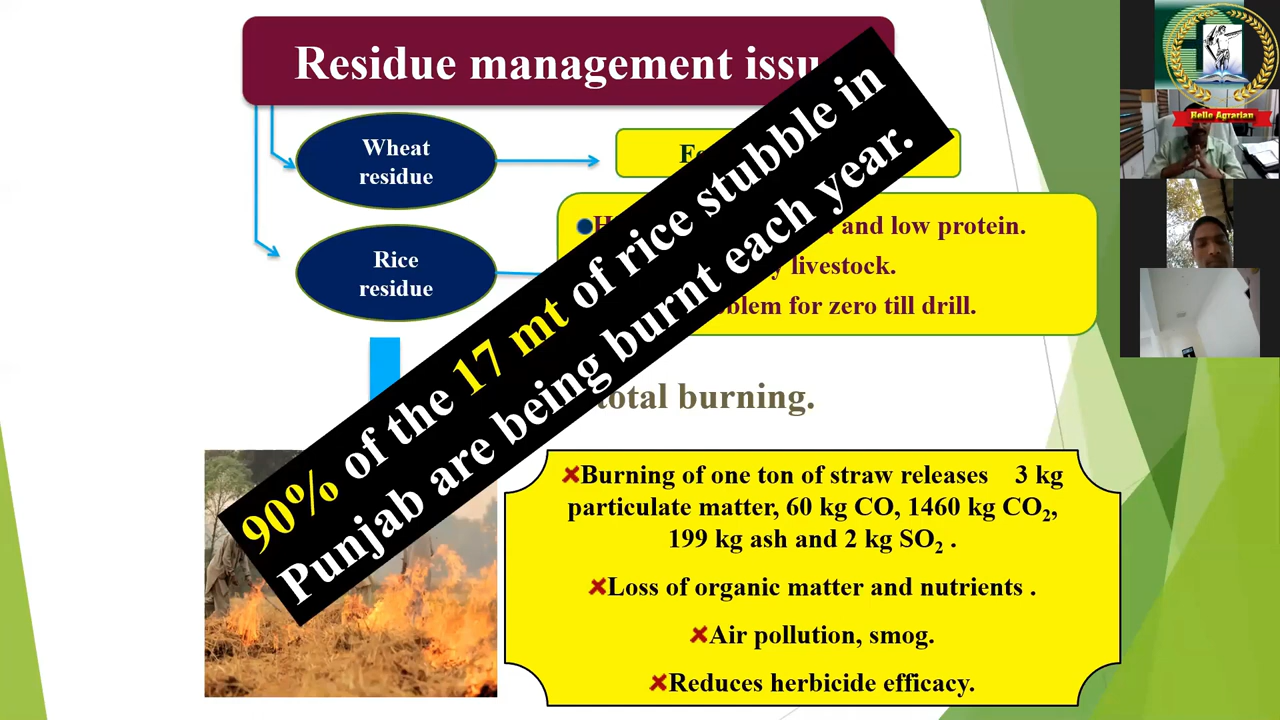 Residue management issu
Wheat
residue
Rice
residue
and low protein.
livestock.
for zero till drill.
total burning.
90% of the 17 mt of rice stubble in
Punjab are being burnt each year.
Burning of one ton of straw releases 3 kg
particulate matter, 60 kg CO, 1460 kg CO₂,
199 kg ash and 2 kg SO₂ .
Loss of organic matter and nutrients .
Air pollution, smog.
Reduces herbicide efficacy.
Hello Agrarian